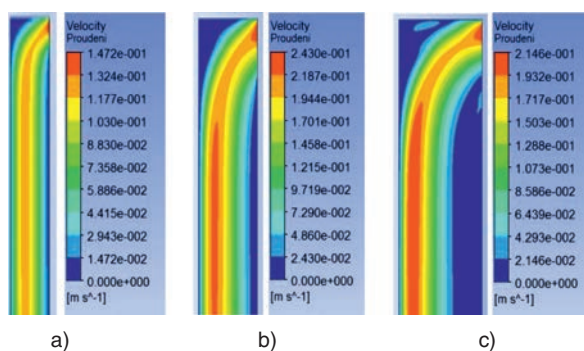 Velocity
Proudeni
1.472e-001
1.324e-001
1.177e-001
1.030e-001
8.830e-002
7.358e-002
5.886e-002
4.415e-002
2.943e-002
1.472e-002
0.000e+000
[m s^-1]
a)
Velocity
Proudeni
2.430e-001
2.187e-001
1.944e-001
1.701e-001
1.458e-001
1.215e-001
9.719e-002
7.290e-002
4.860e-002
2.430e-002
0.000e+000
[m s^-1]
b)
Velocity
Proudeni
2.146e-001
1.932e-001
1.717e-001
1.503e-001
1.288e-001
1.073e-001
8.586e-002
6.439e-002
4.293e-002
2.146e-002
0.000e+000
[m s^-1]
c)